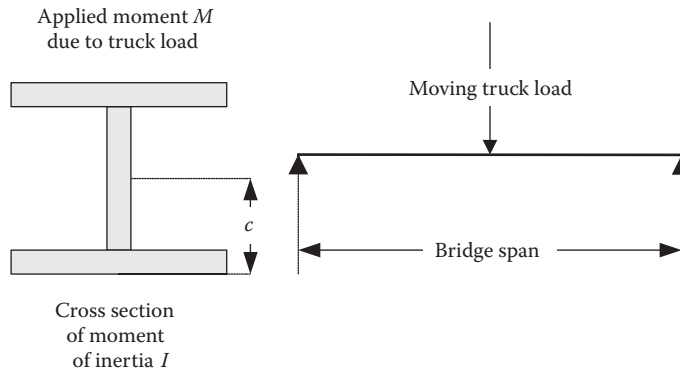 Applied moment M
due to truck load
Moving truck load
c
Bridge span
Cross section
of moment
of inertia I